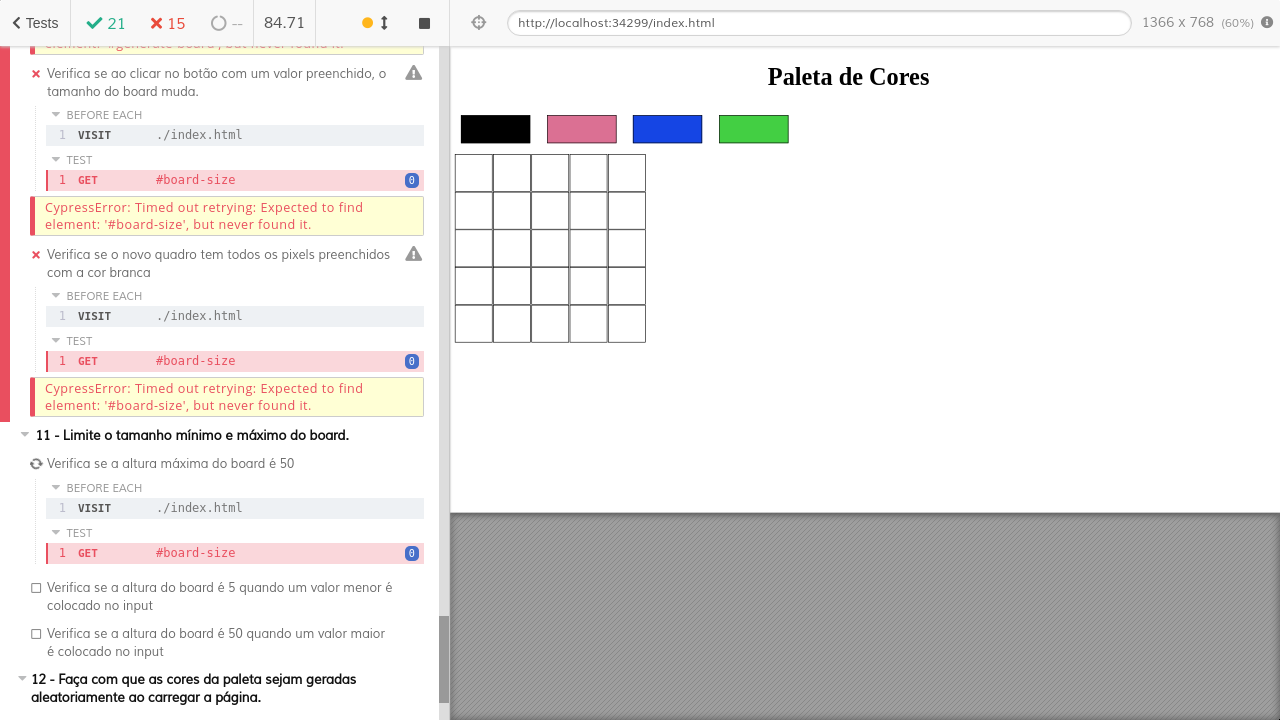 Tests
21
15
--
84.71
http://localhost:34299/index.html
1366 x 768 (60%)
element: '#generate-board', but never found it.
Verifica se ao clicar no botão com um valor preenchido, o
tamanho do board muda.
BEFORE EACH
1 VISIT ./index.html
TEST
1 GET #board-size 0
CypressError: Timed out retrying: Expected to find
element: '#board-size', but never found it.
Verifica se o novo quadro tem todos os pixels preenchidos
com a cor branca
BEFORE EACH
1 VISIT ./index.html
TEST
1 GET #board-size 0
CypressError: Timed out retrying: Expected to find
element: '#board-size', but never found it.
11 - Limite o tamanho mínimo e máximo do board.
Verifica se a altura máxima do board é 50
BEFORE EACH
1 VISIT ./index.html
TEST
1 GET #board-size 0
Verifica se a altura do board é 5 quando um valor menor é
colocado no input
Verifica se a altura do board é 50 quando um valor maior
é colocado no input
12 - Faça com que as cores da paleta sejam geradas
aleatoriamente ao carregar a página.
Paleta de Cores